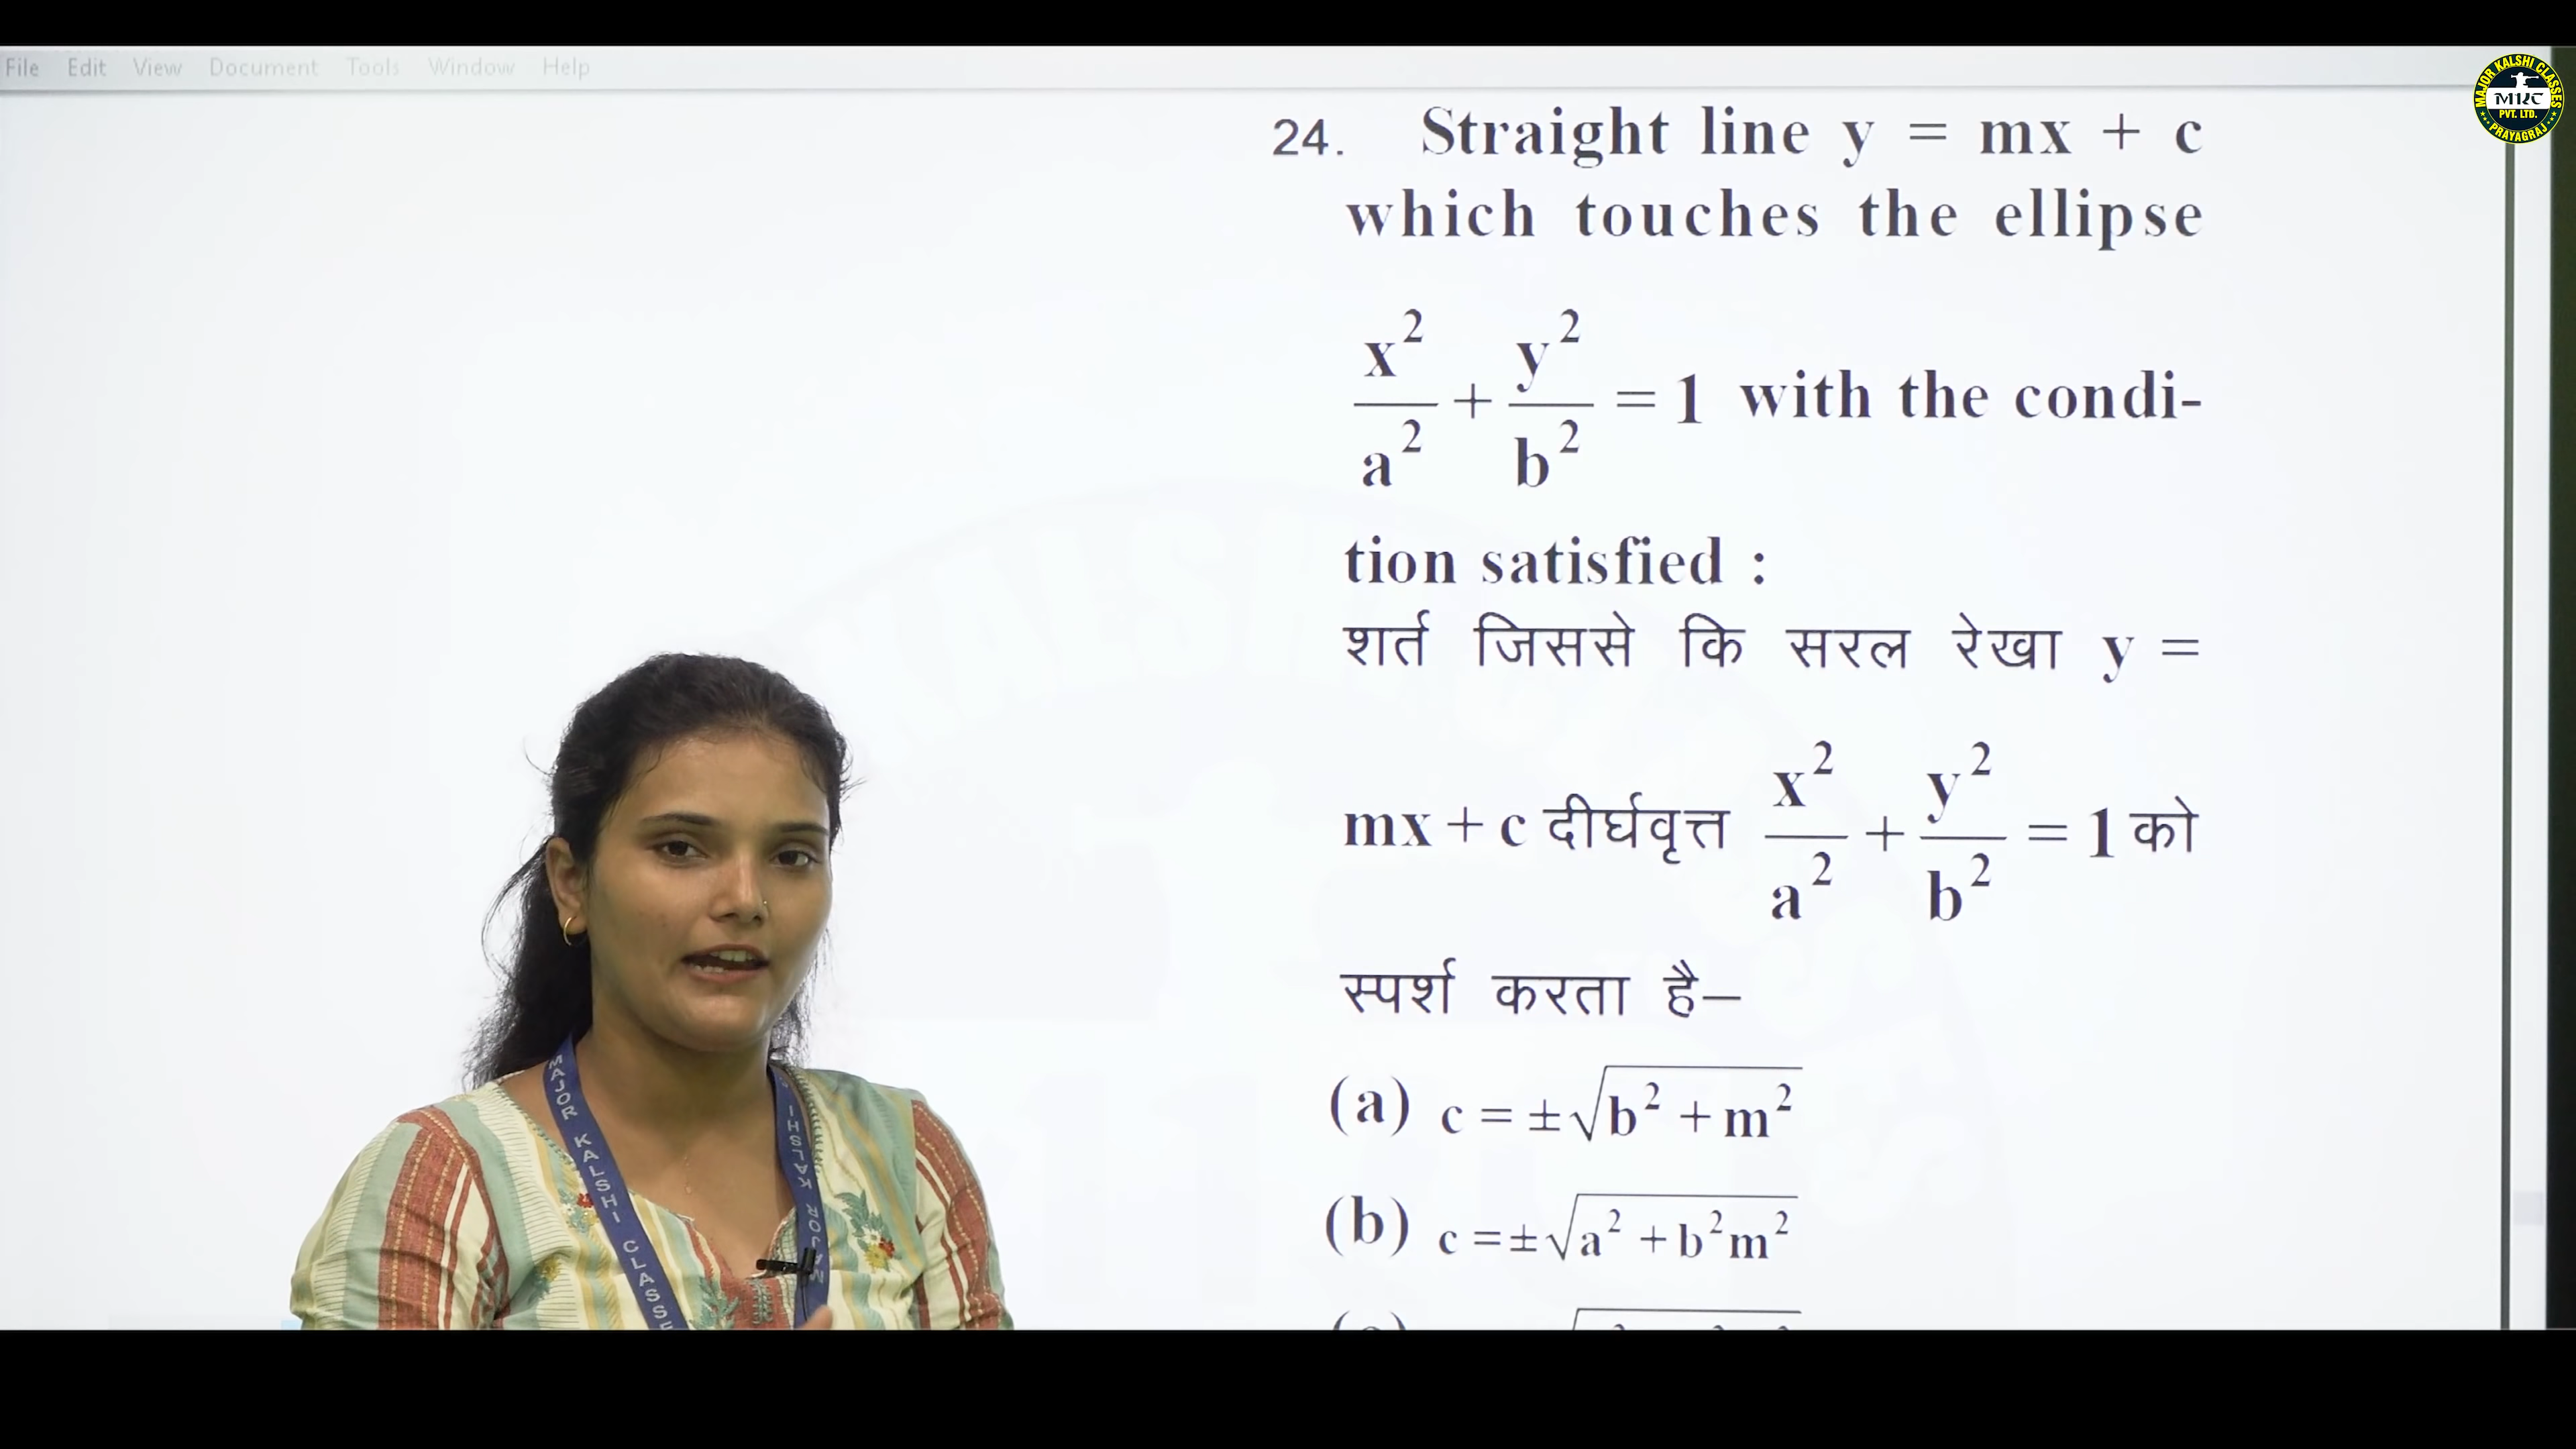 File Edit View Document Tools Window Help
MAJOR KALSHI CLASSES
MKC
PVT. LTD.
PRAYAGRAJ
24. Straight line y = mx + c
which touches the ellipse
x²/a² + y²/b² = 1 with the condi-
tion satisfied :
शर्त जिससे कि सरल रेखा y =
mx + c दीर्घवृत्त x²/a² + y²/b² = 1 को
स्पर्श करता है–
(a) c = ±√(b² + m²)
(b) c = ±√(a² + b²m²)
MAJOR KALSHI CLASSES
MAJOR KALSHI